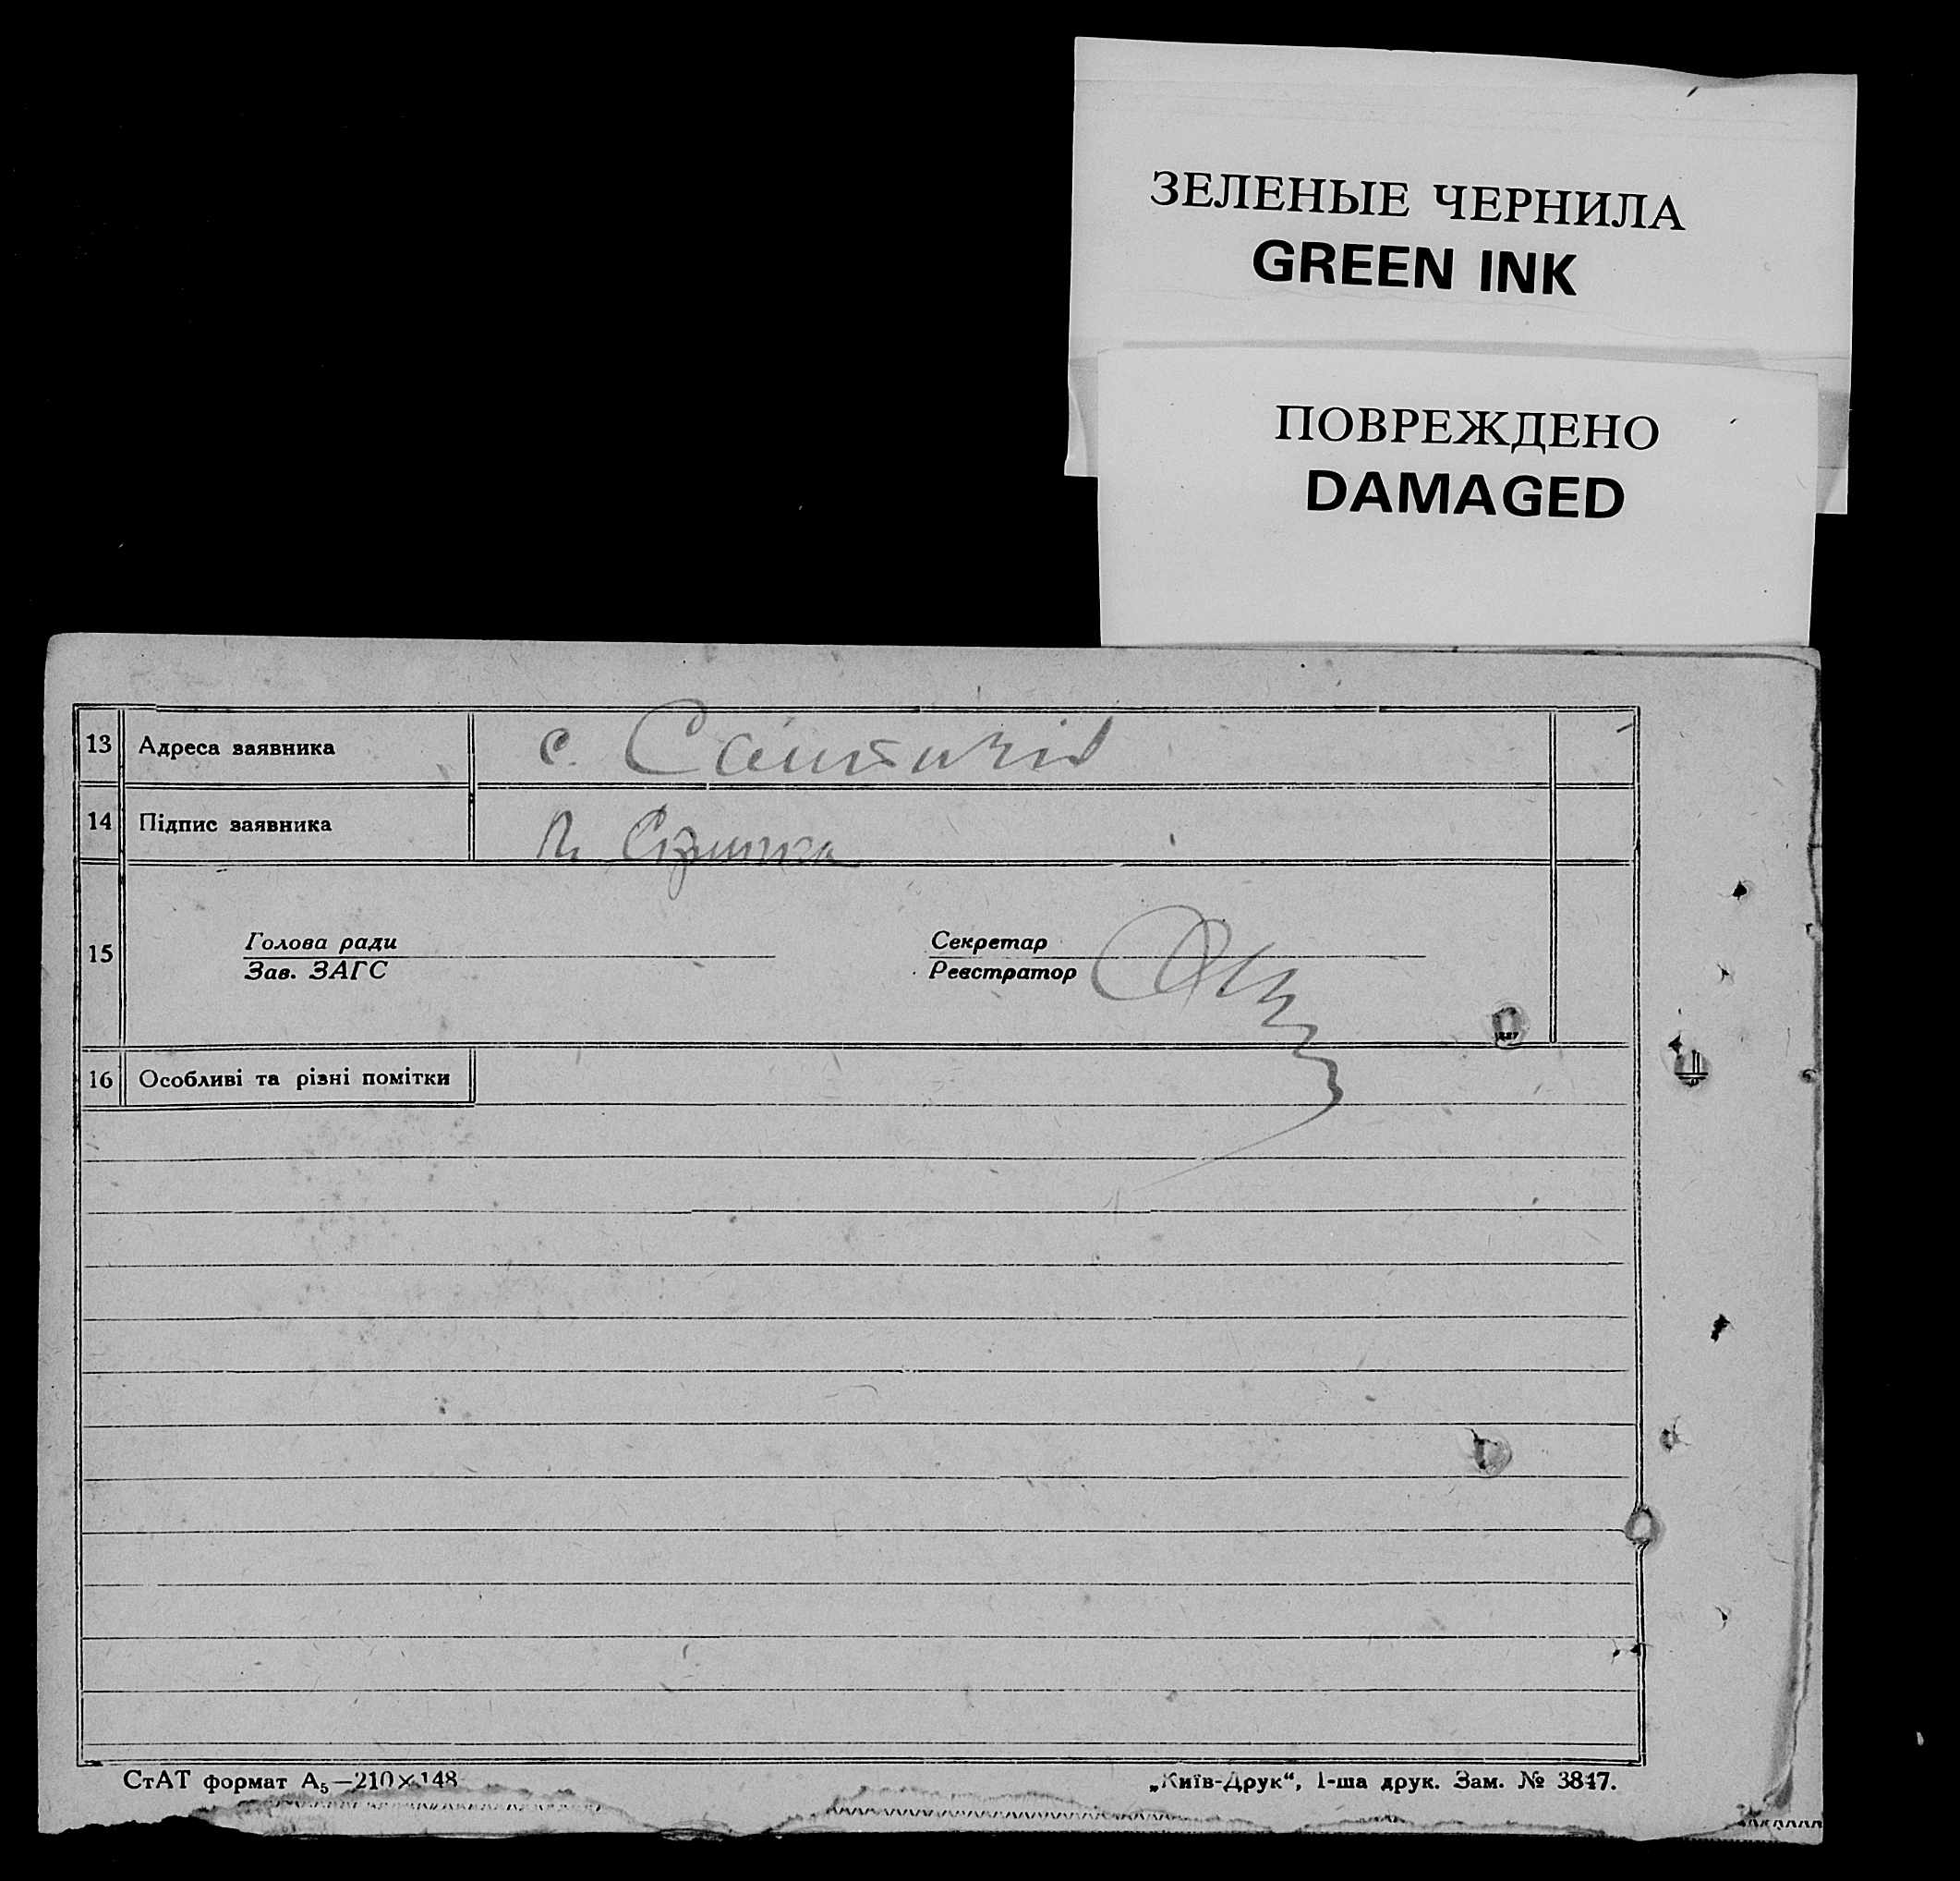 ЗЕЛЕНЫЕ ЧЕРНИЛА
GREEN INK
ПОВРЕЖДЕНО
DAMAGED
13 Адреса заявника с.
14 Підпис заявника
15 Голова ради Секретар
Зав. ЗАГС Реєстратор
16 Особливі та різні помітки
СтАТ формат А₅—210×148
„Київ-Друк“, 1-ша друк. Зам. № 3847.